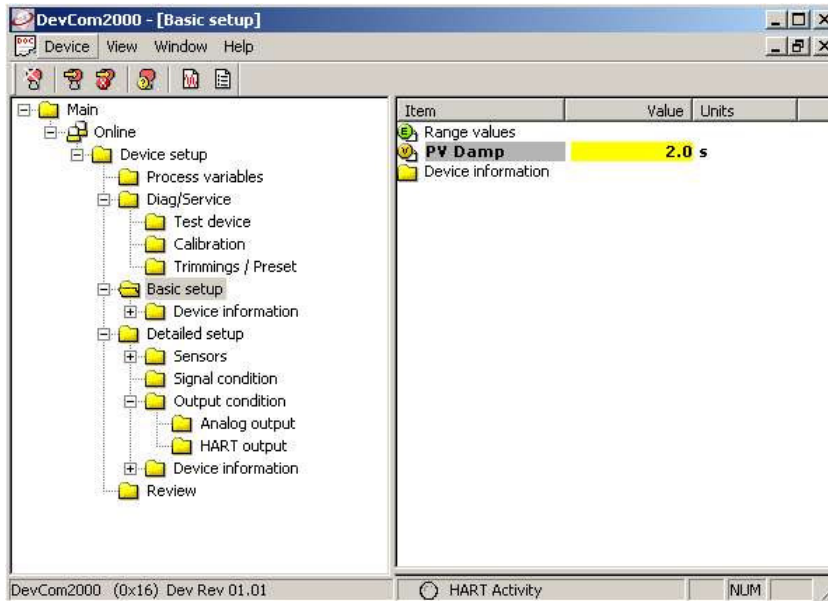 DevCom2000 - [Basic setup]
Device View Window Help
Main
Online
Device setup
Process variables
Diag/Service
Test device
Calibration
Trimmings / Preset
Basic setup
Device information
Detailed setup
Sensors
Signal condition
Output condition
Analog output
HART output
Device information
Review
Item Value Units
Range values
PV Damp 2.0 s
Device information
DevCom2000 (0x16) Dev Rev 01.01 HART Activity NUM